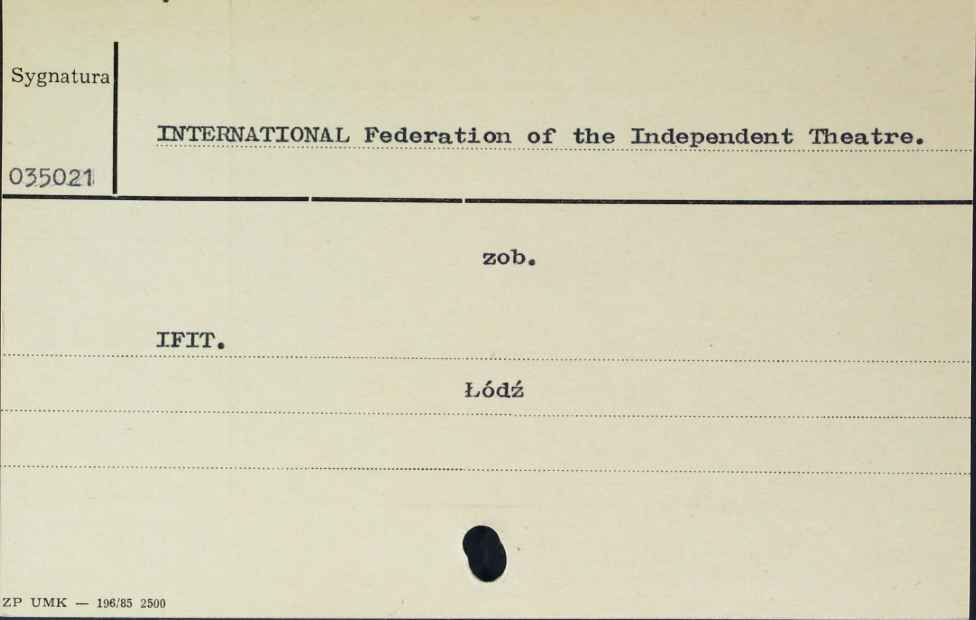 Sygnatura
INTERNATIONAL Federation of the Independent Theatre.
035021
zob.
IFIT.
Łódź
ZP UMK — 196/85 2500